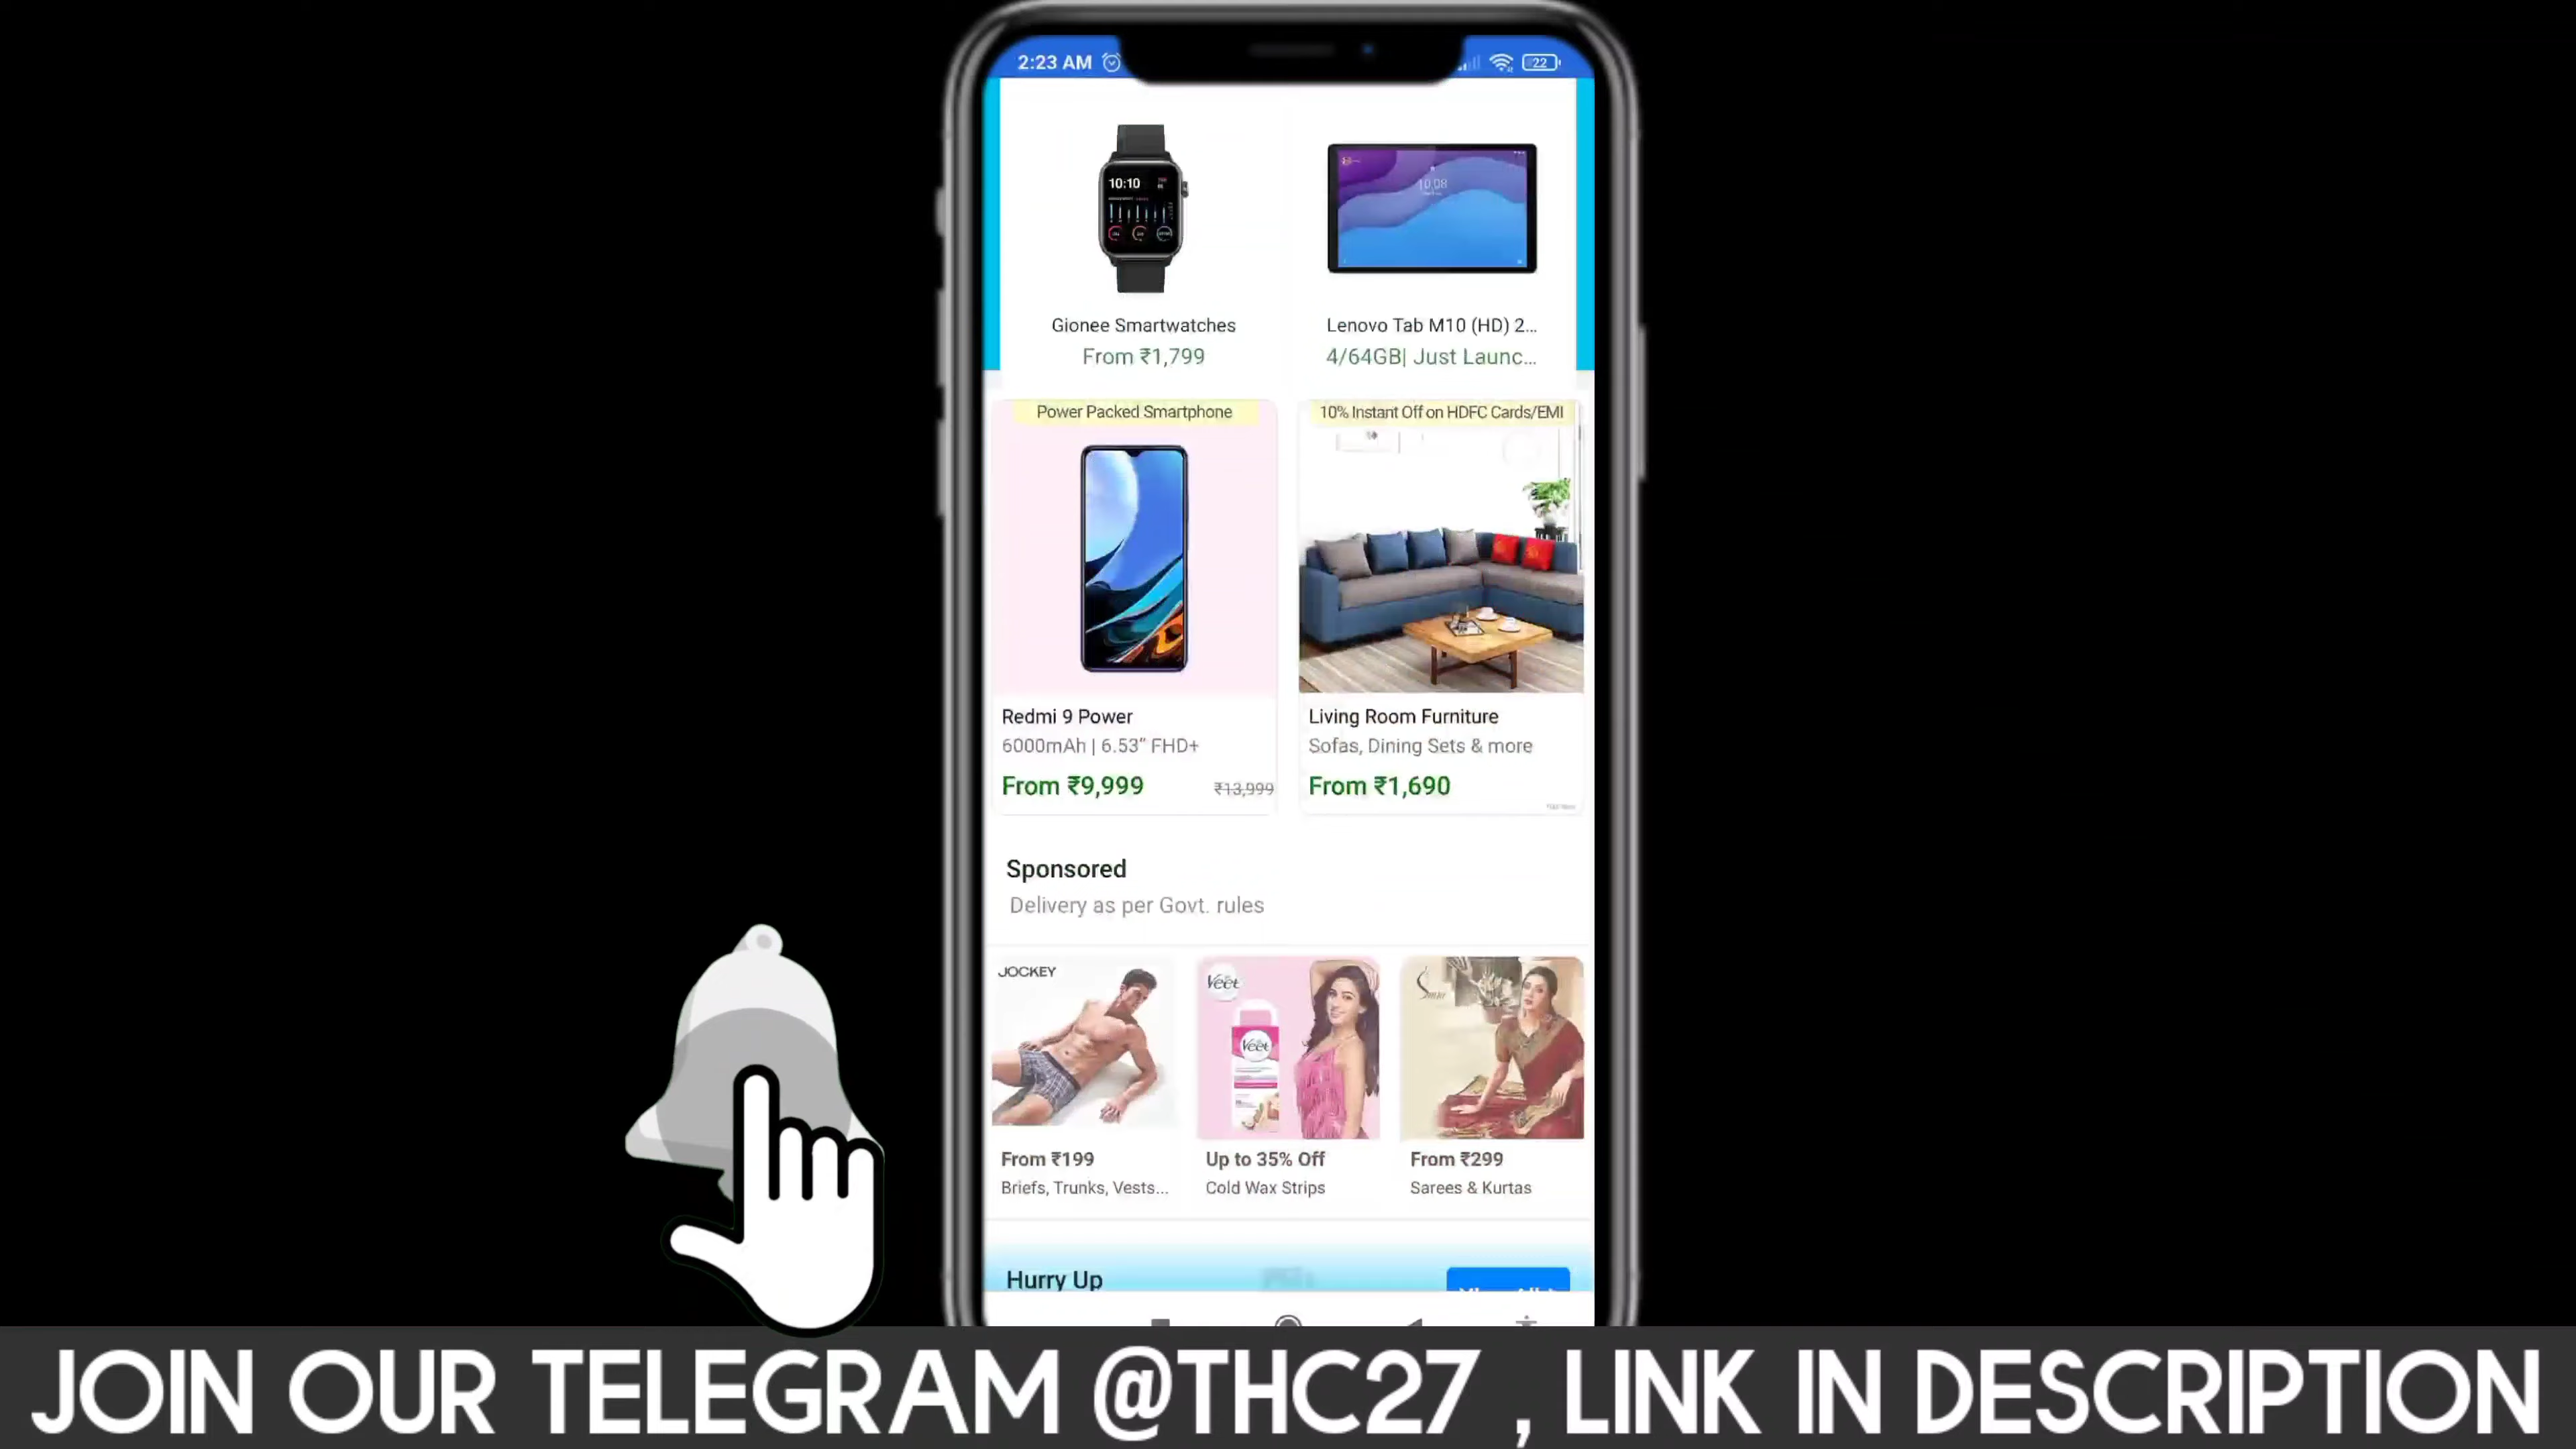 2:23 AM
22
10:10
10:08
Gionee Smartwatches
From ₹1,799
Lenovo Tab M10 (HD) 2...
4/64GB| Just Launc...
Power Packed Smartphone
10% Instant Off on HDFC Cards/EMI
Redmi 9 Power
6000mAh | 6.53" FHD+
From ₹9,999
₹13,999
Living Room Furniture
Sofas, Dining Sets & more
From ₹1,690
Sponsored
Delivery as per Govt. rules
JOCKEY
Veet
Veet
From ₹199
Briefs, Trunks, Vests...
Up to 35% Off
Cold Wax Strips
From ₹299
Sarees & Kurtas
Hurry Up
JOIN OUR TELEGRAM @THC27 , LINK IN DESCRIPTION